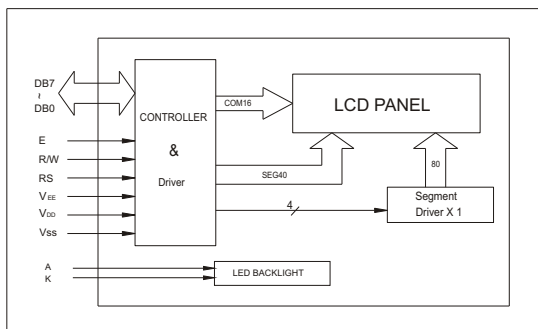 DB7
~
DB0
E
R/W
RS
VEE
VDD
Vss
A
K
CONTROLLER
&
Driver
COM16
SEG40
4
LCD PANEL
80
Segment
Driver X 1
LED BACKLIGHT